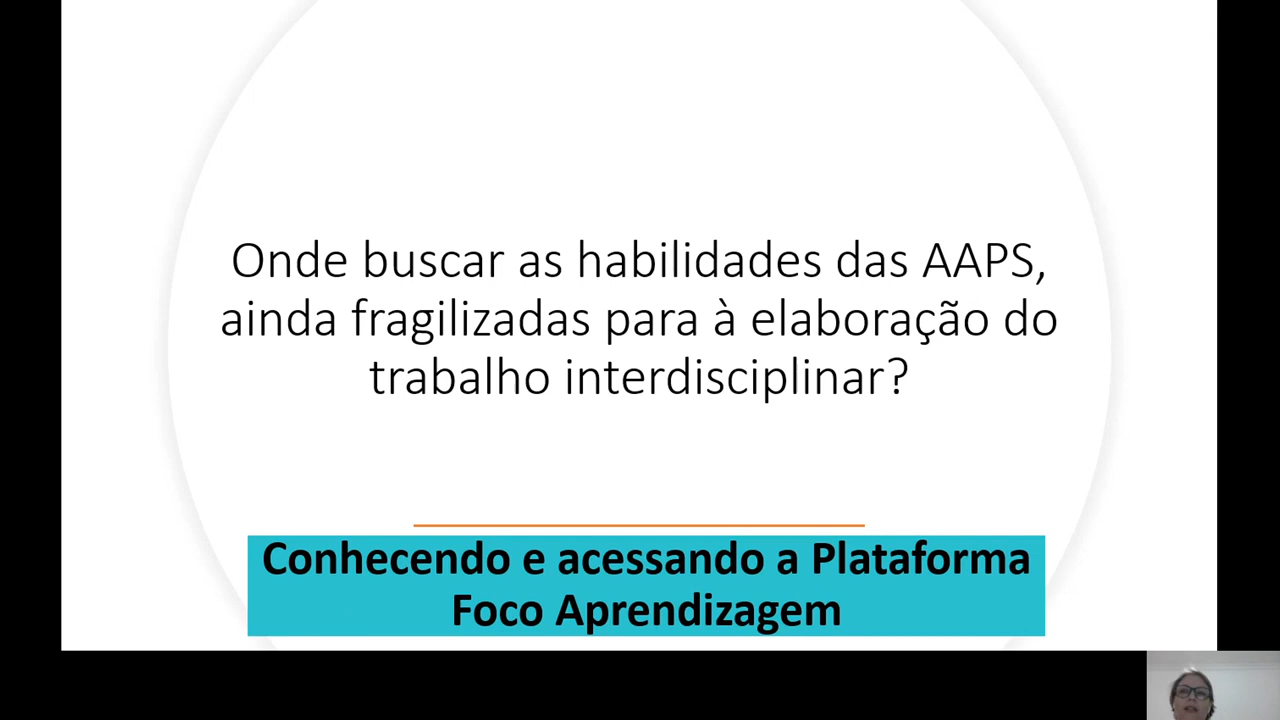 Onde buscar as habilidades das AAPS,
ainda fragilizadas para à elaboração do
trabalho interdisciplinar?
Conhecendo e acessando a Plataforma
Foco Aprendizagem